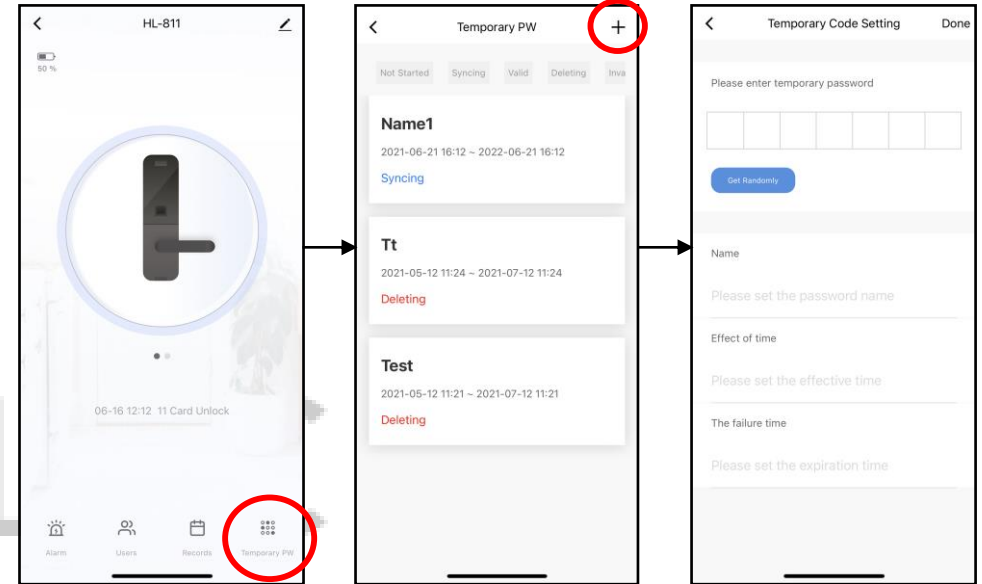 HL-811
50 %
06-16 12:12 11 Card Unlock
Alarm Users Records Temporary PW
Temporary PW
Not Started Syncing Valid Deleting Inva
Name1
2021-06-21 16:12 ~ 2022-06-21 16:12
Syncing
Tt
2021-05-12 11:24 ~ 2021-07-12 11:24
Deleting
Test
2021-05-12 11:21 ~ 2021-07-12 11:21
Deleting
Temporary Code Setting Done
Please enter temporary password
Get Randomly
Name
Please set the password name
Effect of time
Please set the effective time
The failure time
Please set the expiration time